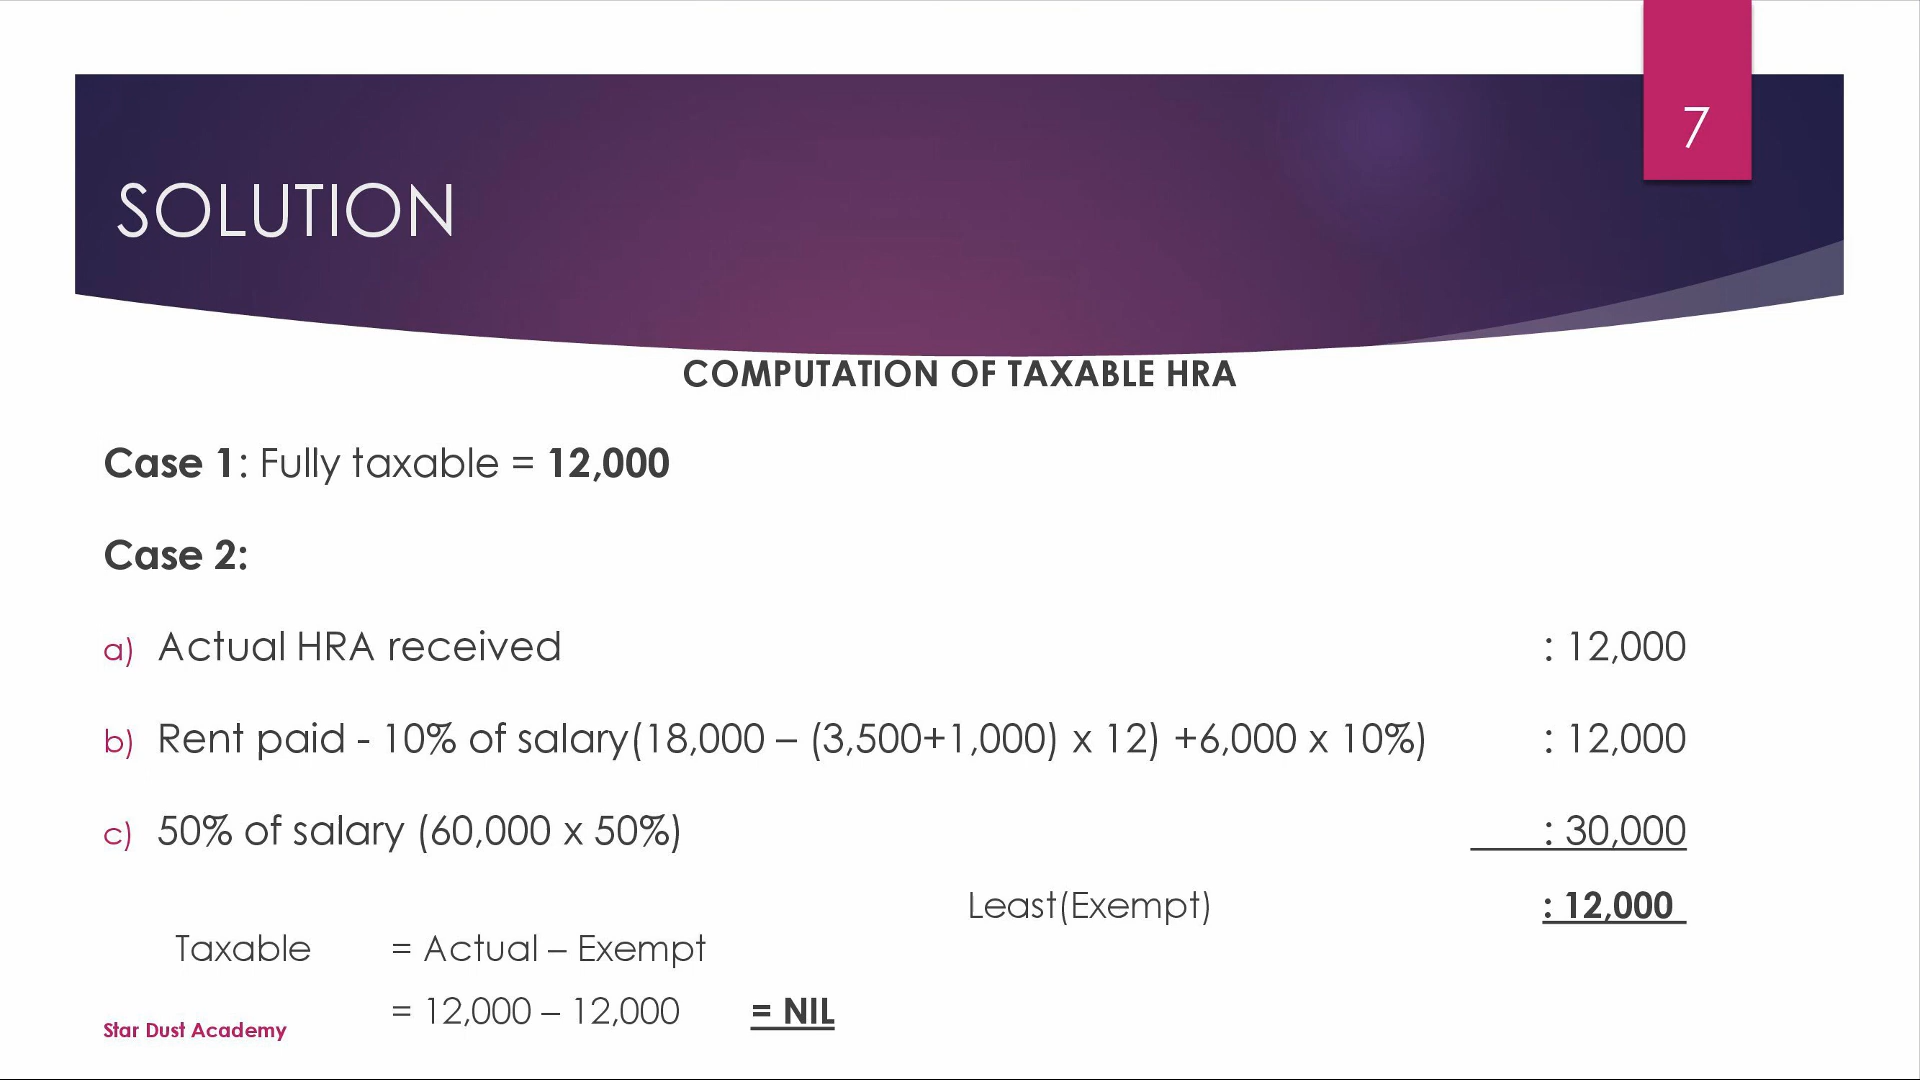 7
SOLUTION
COMPUTATION OF TAXABLE HRA
Case 1: Fully taxable = 12,000
Case 2:
a) Actual HRA received : 12,000
b) Rent paid - 10% of salary(18,000 – (3,500+1,000) x 12) +6,000 x 10%) : 12,000
c) 50% of salary (60,000 x 50%) : 30,000
Least(Exempt) : 12,000
Taxable = Actual – Exempt
= 12,000 – 12,000 = NIL
Star Dust Academy